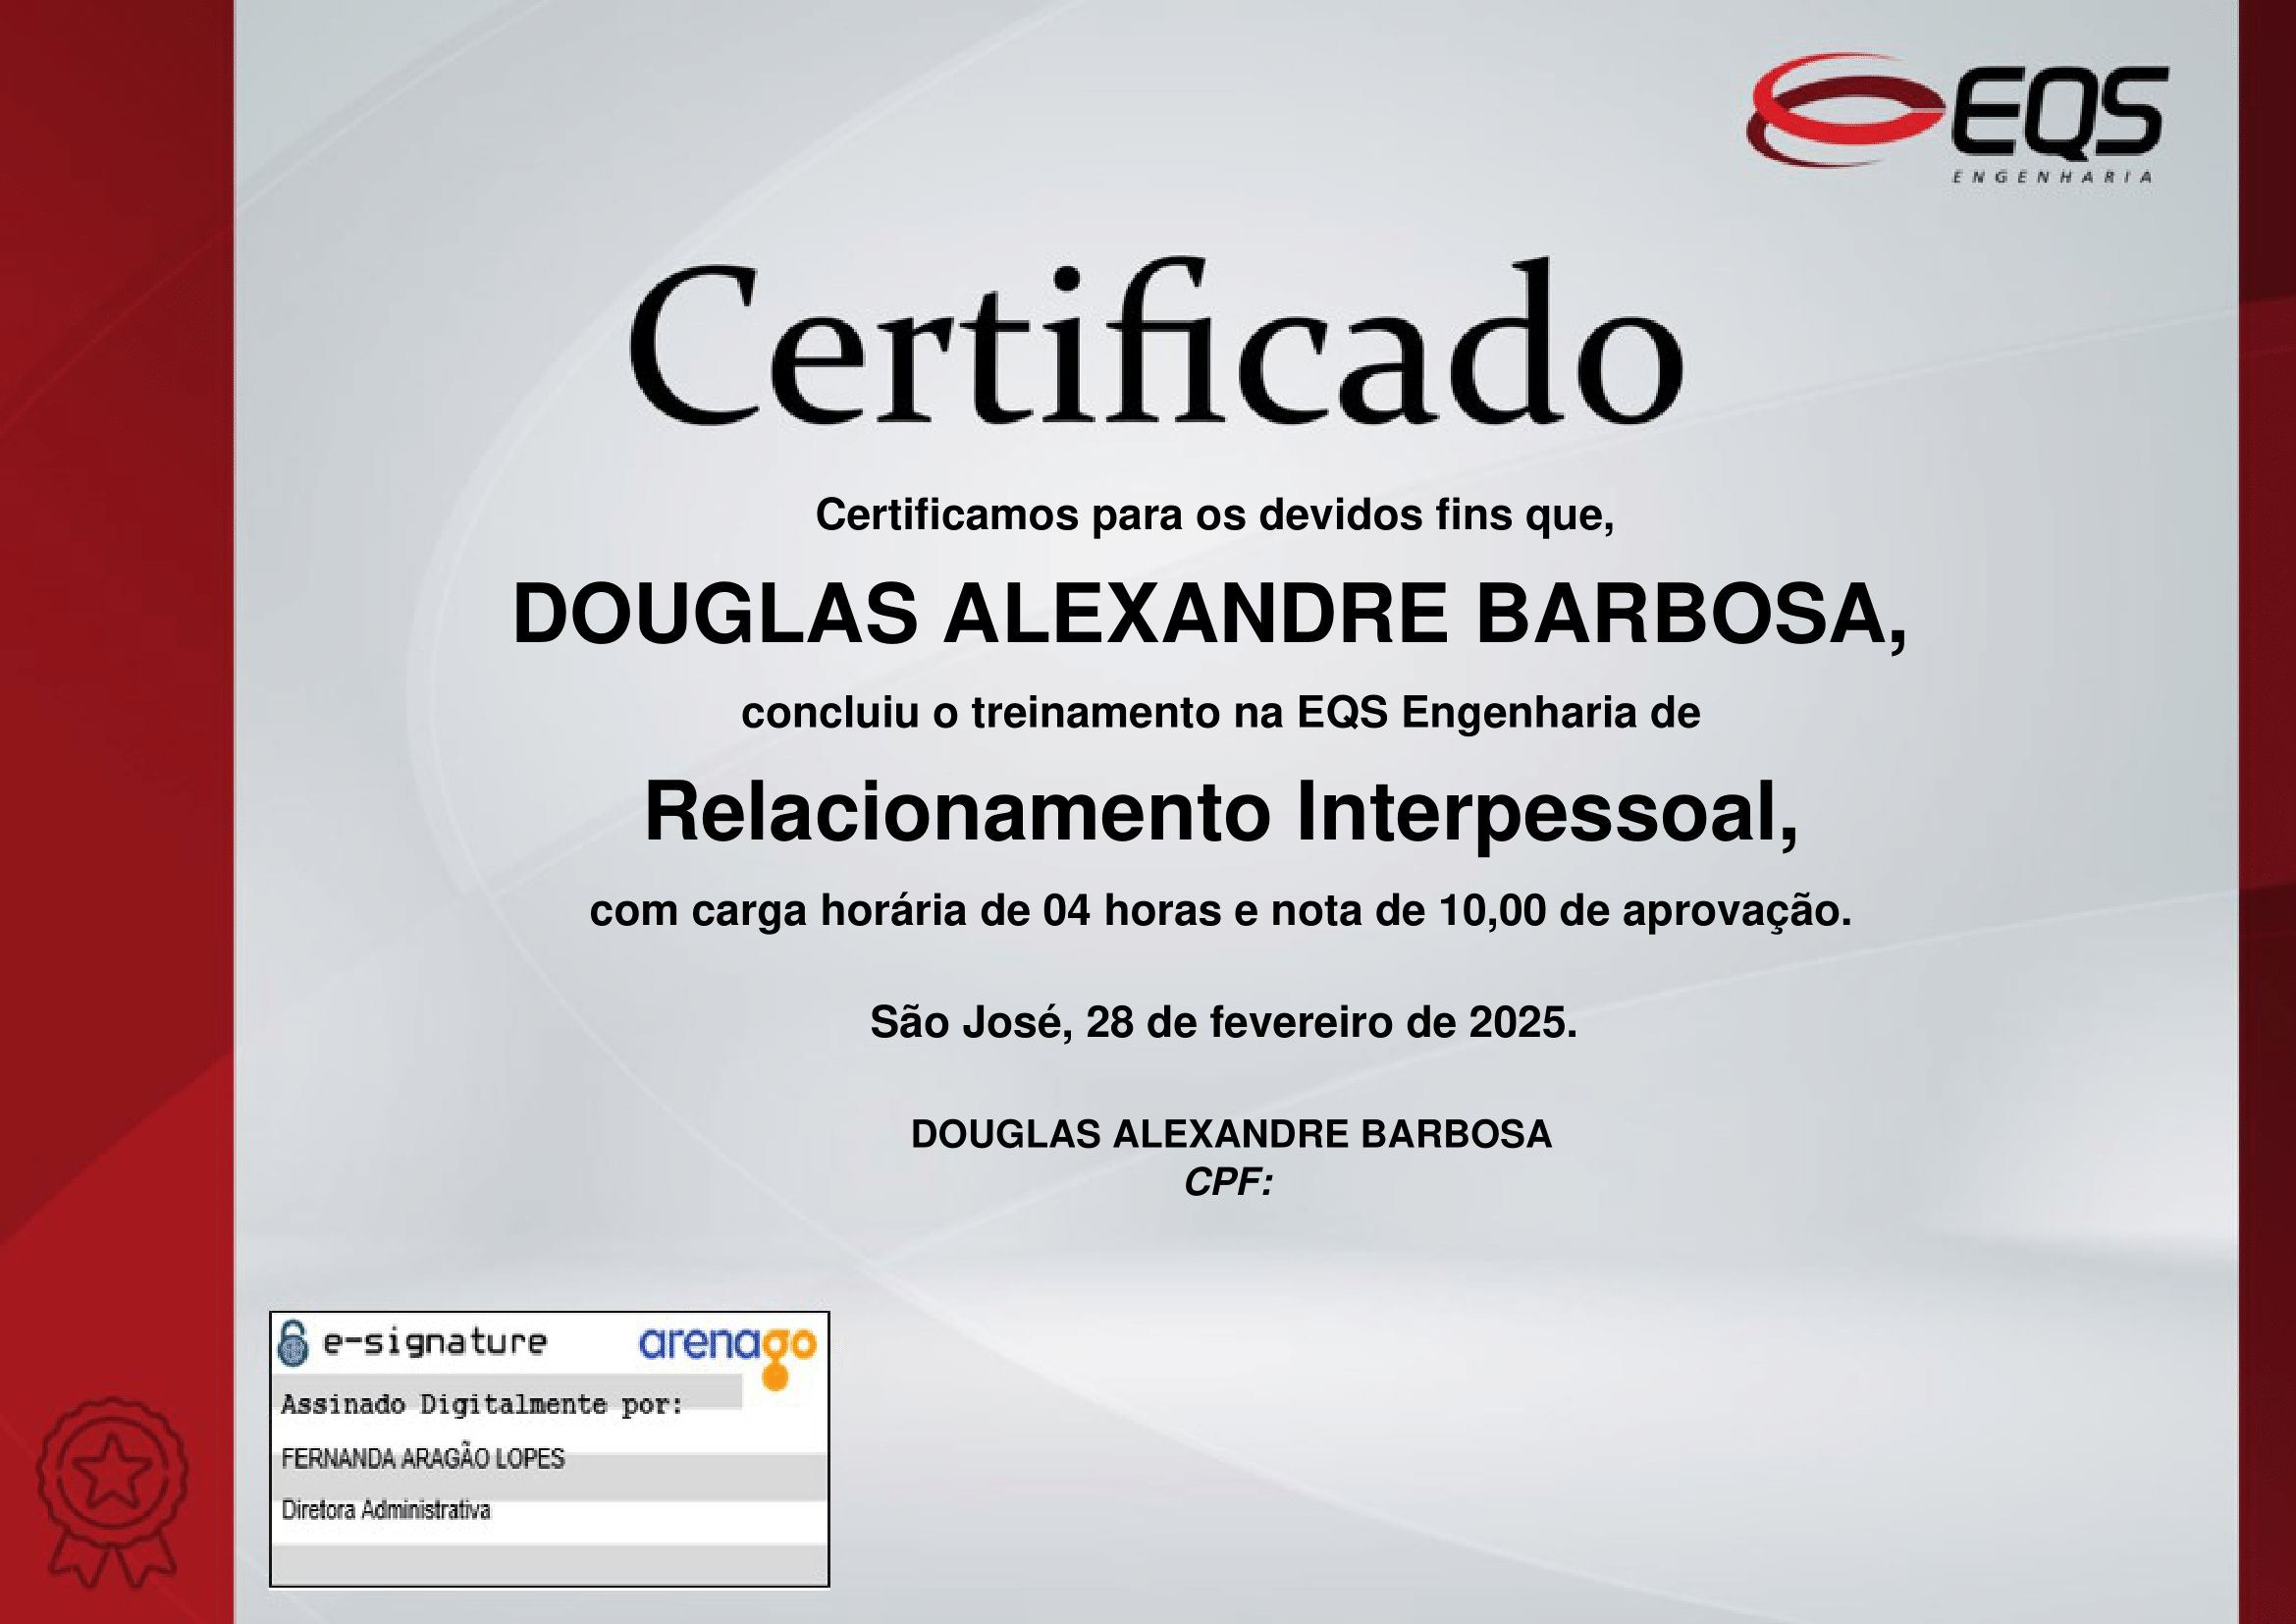 EQS
ENGENHARIA
Certificado
Certificamos para os devidos fins que,
DOUGLAS ALEXANDRE BARBOSA,
concluiu o treinamento na EQS Engenharia de
Relacionamento Interpessoal,
com carga horária de 04 horas e nota de 10,00 de aprovação.
São José, 28 de fevereiro de 2025.
DOUGLAS ALEXANDRE BARBOSA
CPF:
e-signature arenago
Assinado Digitalmente por:
FERNANDA ARAGÃO LOPES
Diretora Administrativa